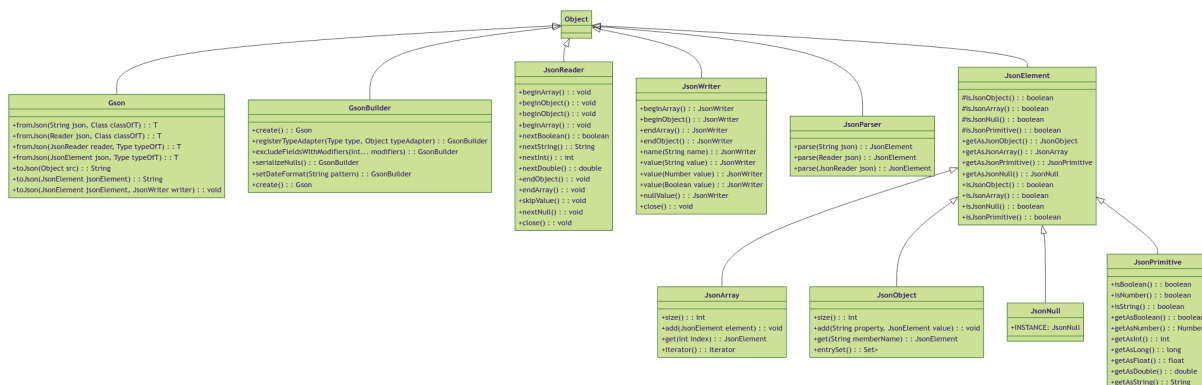 Object
Gson
+fromJson(String json, Class classOfT) : : T
+fromJson(Reader json, Class classOfT) : : T
+fromJson(JsonReader reader, Type typeOfT) : : T
+fromJson(JsonElement json, Type typeOfT) : : T
+toJson(Object src) : : String
+toJson(JsonElement jsonElement) : : String
+toJson(JsonElement jsonElement, JsonWriter writer) : : void
GsonBuilder
+create() : : Gson
+registerTypeAdapter(Type type, Object typeAdapter) : : GsonBuilder
+excludeFieldsWithModifiers(Int... modifiers) : : GsonBuilder
+serializeNulls() : : GsonBuilder
+setDateFormat(String pattern) : : GsonBuilder
+create() : : Gson
JsonReader
+beginArray() : : void
+beginObject() : : void
+beginObject() : : void
+beginArray() : : void
+nextBoolean() : : boolean
+nextString() : : String
+nextInt() : : int
+nextDouble() : : double
+endObject() : : void
+endArray() : : void
+skipValue() : : void
+nextNull() : : void
+close() : : void
JsonWriter
+beginArray() : : JsonWriter
+beginObject() : : JsonWriter
+endArray() : : JsonWriter
+endObject() : : JsonWriter
+name(String name) : : JsonWriter
+value(String value) : : JsonWriter
+value(Number value) : : JsonWriter
+value(Boolean value) : : JsonWriter
+nullValue() : : JsonWriter
+close() : : void
JsonParser
+parse(String json) : : JsonElement
+parse(Reader json) : : JsonElement
+parse(JsonReader json) : : JsonElement
JsonElement
#isJsonObject() : : boolean
#isJsonArray() : : boolean
#isJsonNull() : : boolean
#isJsonPrimitive() : : boolean
+getAsJsonObject() : : JsonObject
+getAsJsonArray() : : JsonArray
+getAsJsonPrimitive() : : JsonPrimitive
+getAsJsonNull() : : JsonNull
+isJsonObject() : : boolean
+isJsonArray() : : boolean
+isJsonNull() : : boolean
+isJsonPrimitive() : : boolean
JsonArray
+size() : : int
+add(JsonElement element) : : void
+get(int index) : : JsonElement
+iterator() : : Iterator
JsonObject
+size() : : int
+add(String property, JsonElement value) : : void
+get(String memberName) : : JsonElement
+entrySet() : : Set>
JsonNull
+INSTANCE: JsonNull
JsonPrimitive
+isBoolean() : : boolean
+isNumber() : : boolean
+isString() : : boolean
+getAsBoolean() : : boolean
+getAsNumber() : : Number
+getAsInt() : : int
+getAsLong() : : long
+getAsFloat() : : float
+getAsDouble() : : double
+getAsString() : : String